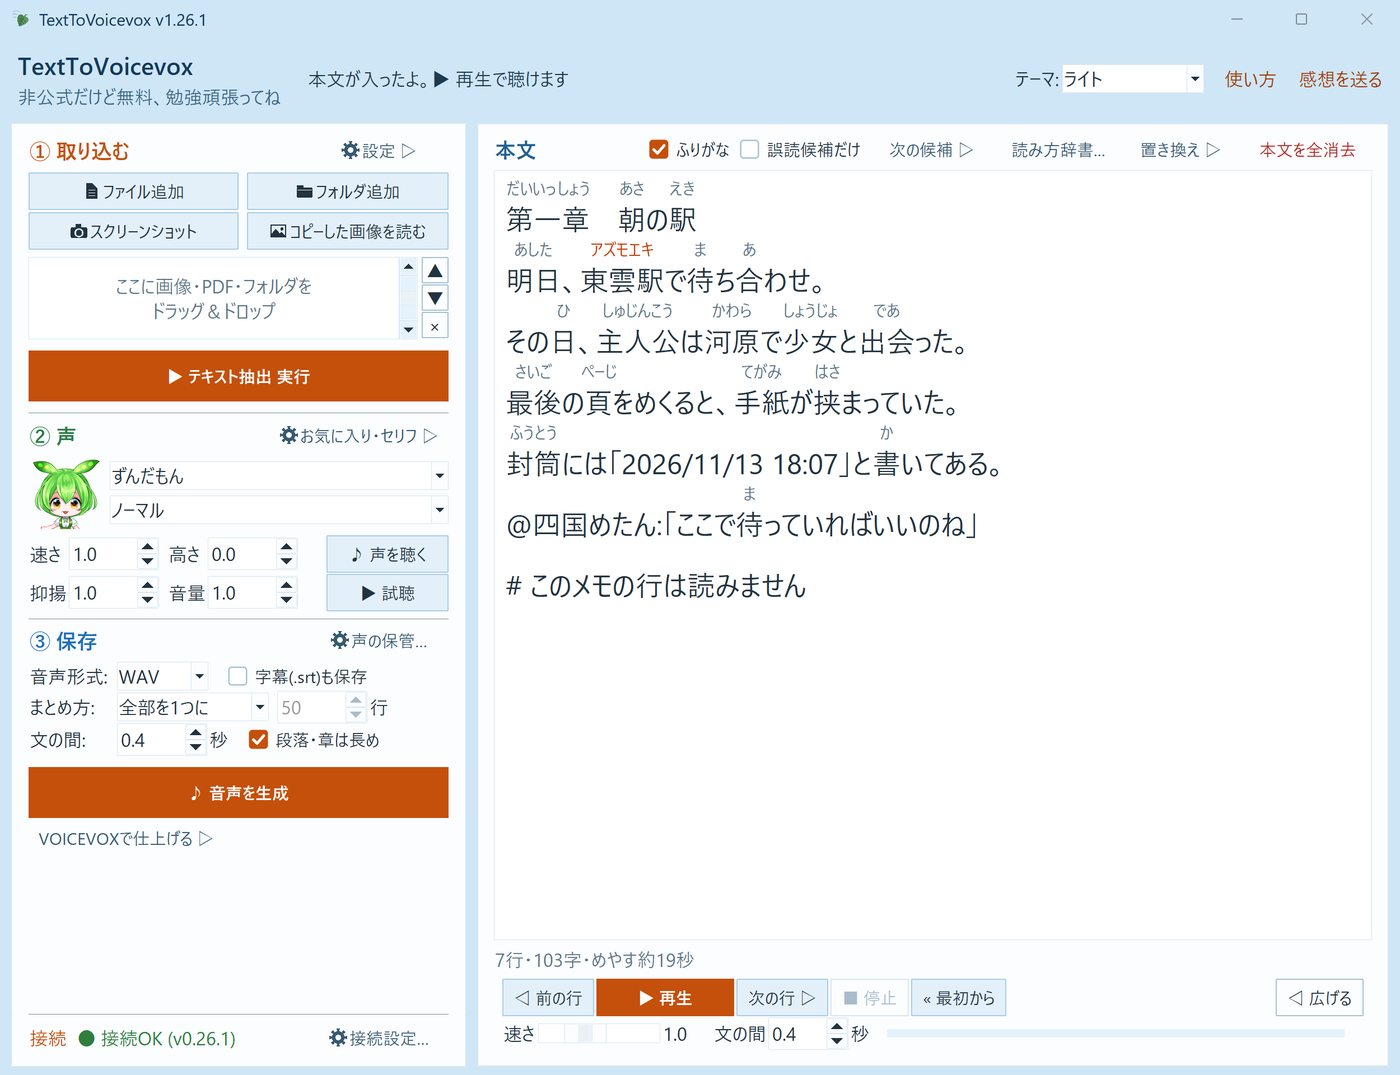 TextToVoicevox v1.26.1
TextToVoicevox
非公式だけど無料、勉強頑張ってね
本文が入ったよ。▶ 再生で聴けます
テーマ: ライト
使い方
感想を送る
① 取り込む
設定 ▷
ファイル追加
フォルダ追加
スクリーンショット
コピーした画像を読む
ここに画像・PDF・フォルダを
ドラッグ＆ドロップ
▲
▼
×
▶ テキスト抽出 実行
② 声
お気に入り・セリフ ▷
ずんだもん
ノーマル
速さ 1.0 高さ 0.0
♪ 声を聴く
抑揚 1.0 音量 1.0
▶ 試聴
③ 保存
声の保管...
音声形式: WAV 字幕(.srt)も保存
まとめ方: 全部を1つに 50 行
文の間: 0.4 秒 段落・章は長め
♪ 音声を生成
VOICEVOXで仕上げる ▷
接続 接続OK (v0.26.1)
接続設定...
本文
ふりがな
誤読候補だけ
次の候補 ▷
読み方辞書...
置き換え ▷
本文を全消去
だいいっしょう あさ えき
第一章　朝の駅
あした アズモエキ ま あ
明日、東雲駅で待ち合わせ。
ひ しゅじんこう かわら しょうじょ であ
その日、主人公は河原で少女と出会った。
さいご ぺーじ てがみ はさ
最後の頁をめくると、手紙が挟まっていた。
ふうとう か
封筒には「2026/11/13 18:07」と書いてある。
ま
@四国めたん:「ここで待っていればいいのね」
# このメモの行は読みません
7行・103字・めやす約19秒
◁ 前の行
▶ 再生
次の行 ▷
■ 停止
« 最初から
◁ 広げる
速さ 1.0 文の間 0.4 秒